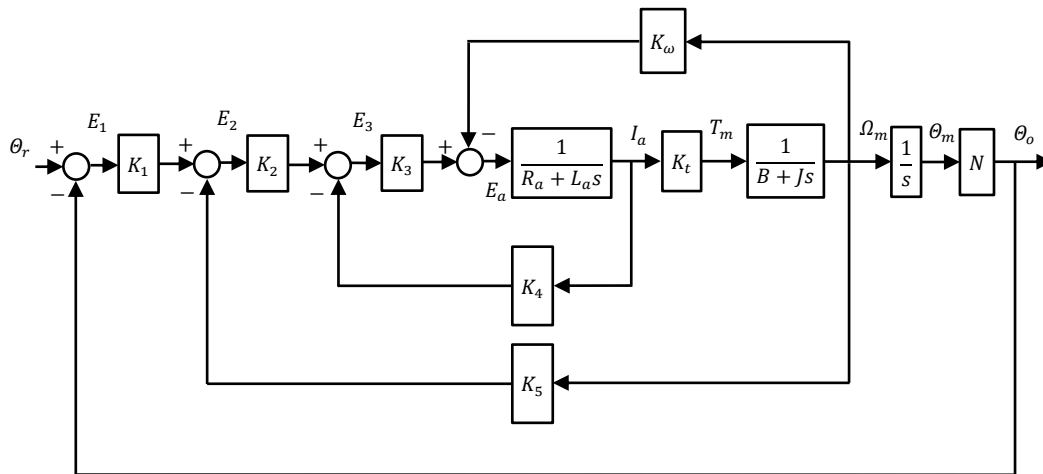 K_ω
E_1
E_2
E_3
I_a
T_m
Ω_m
Θ_m
Θ_o
Θ_r
+
K_1
+
K_2
+
K_3
+
−
1
R_a + L_a s
K_t
1
B + Js
1
s
N
−
−
−
E_a
K_4
K_5